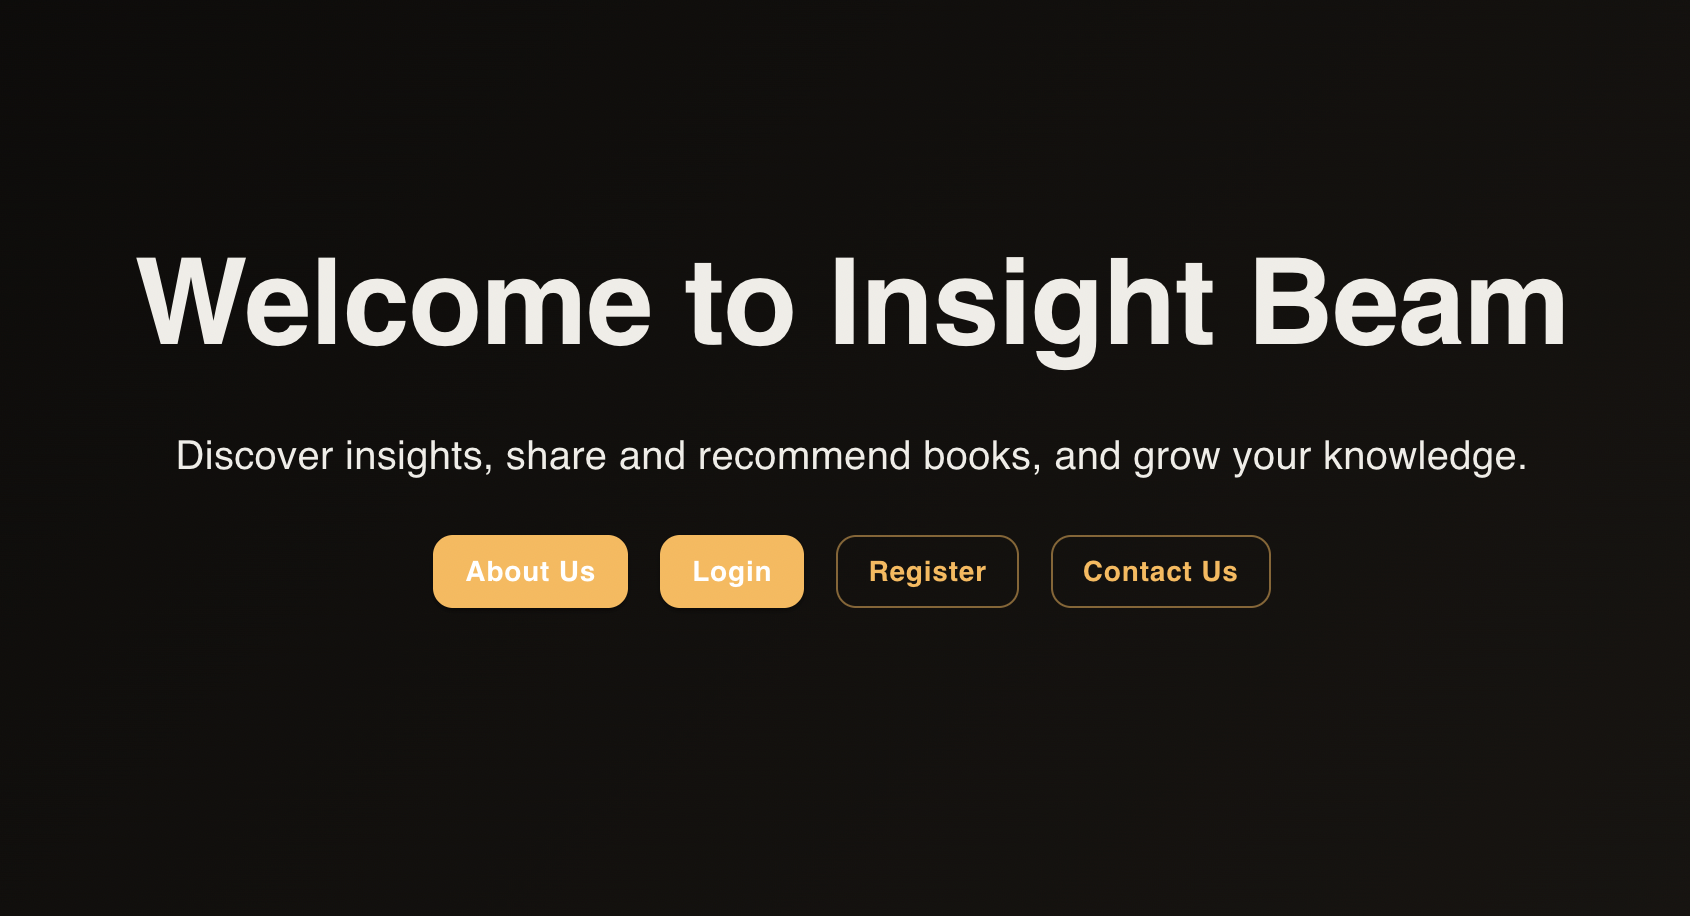 Welcome to Insight Beam
Discover insights, share and recommend books, and grow your knowledge.
About Us Login Register Contact Us